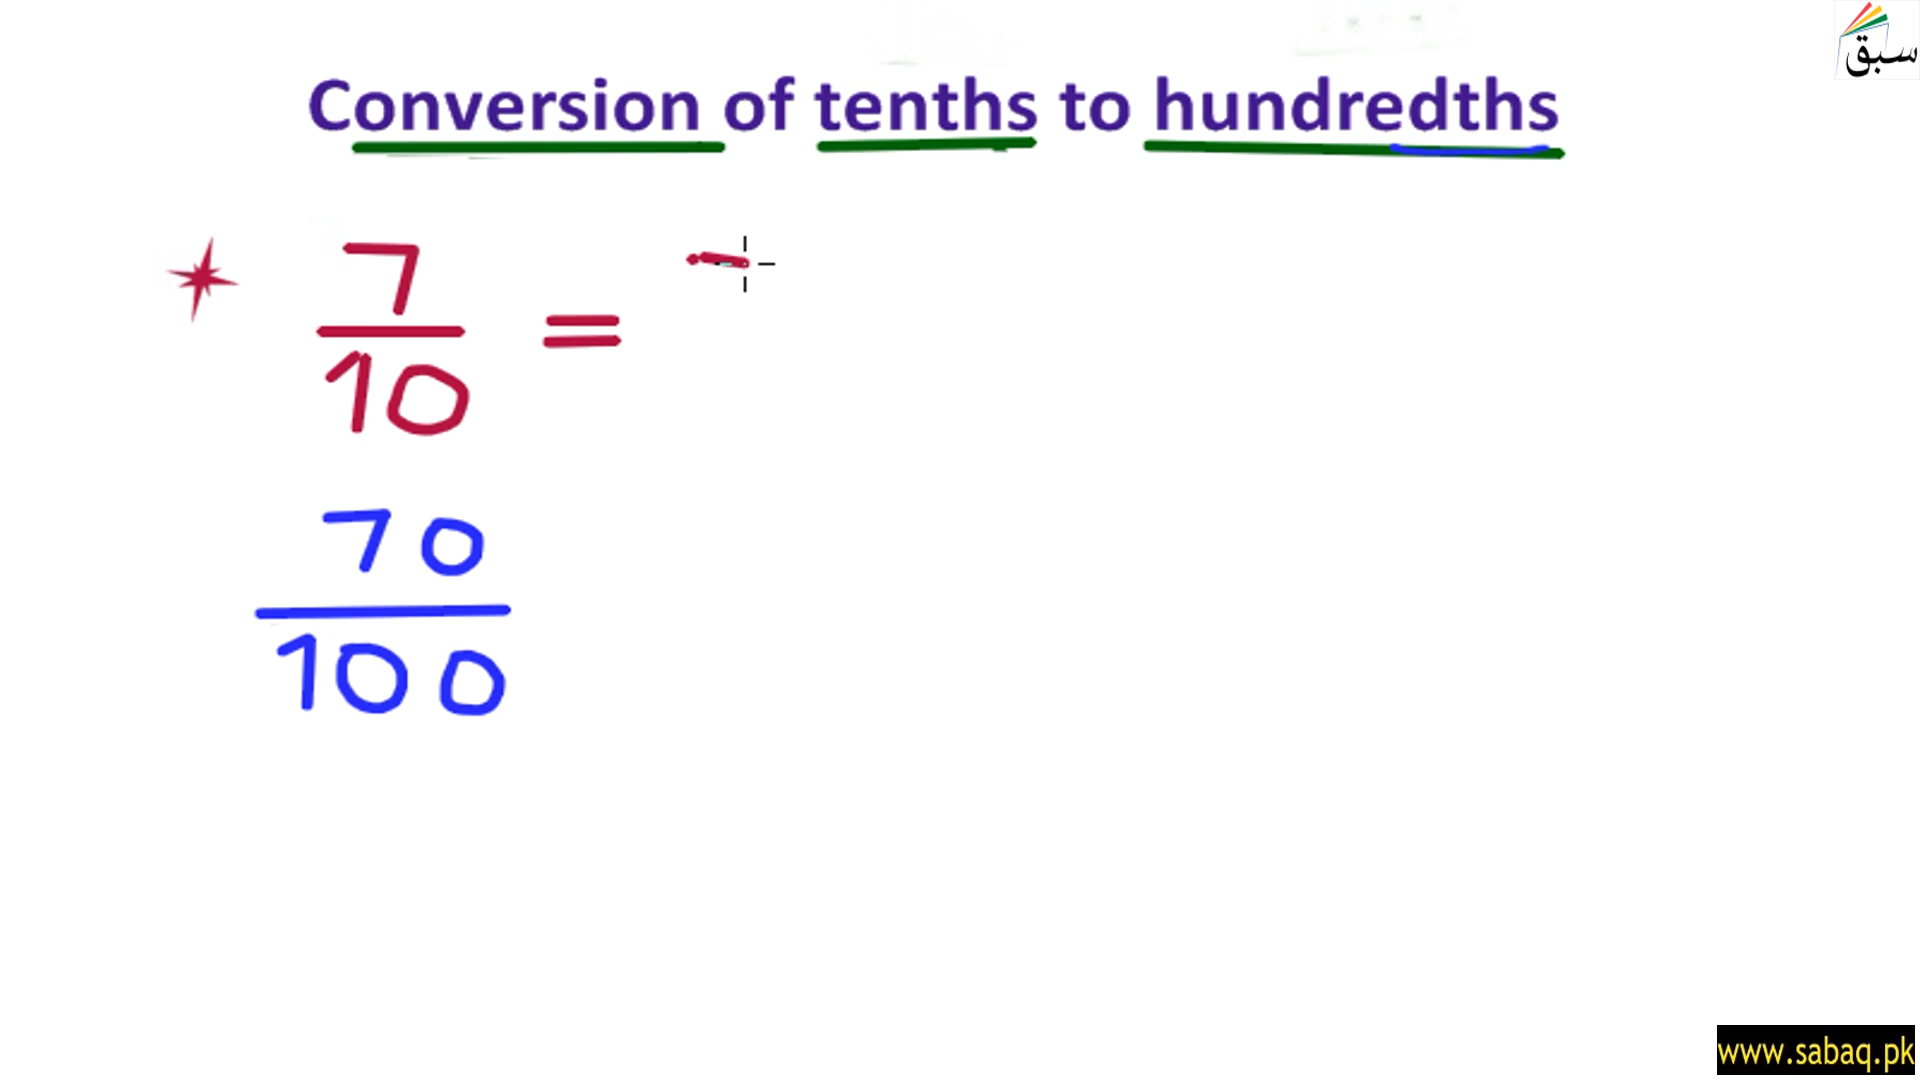 سبق
Conversion of tenths to hundredths
7
10
=
70
100
www.sabaq.pk